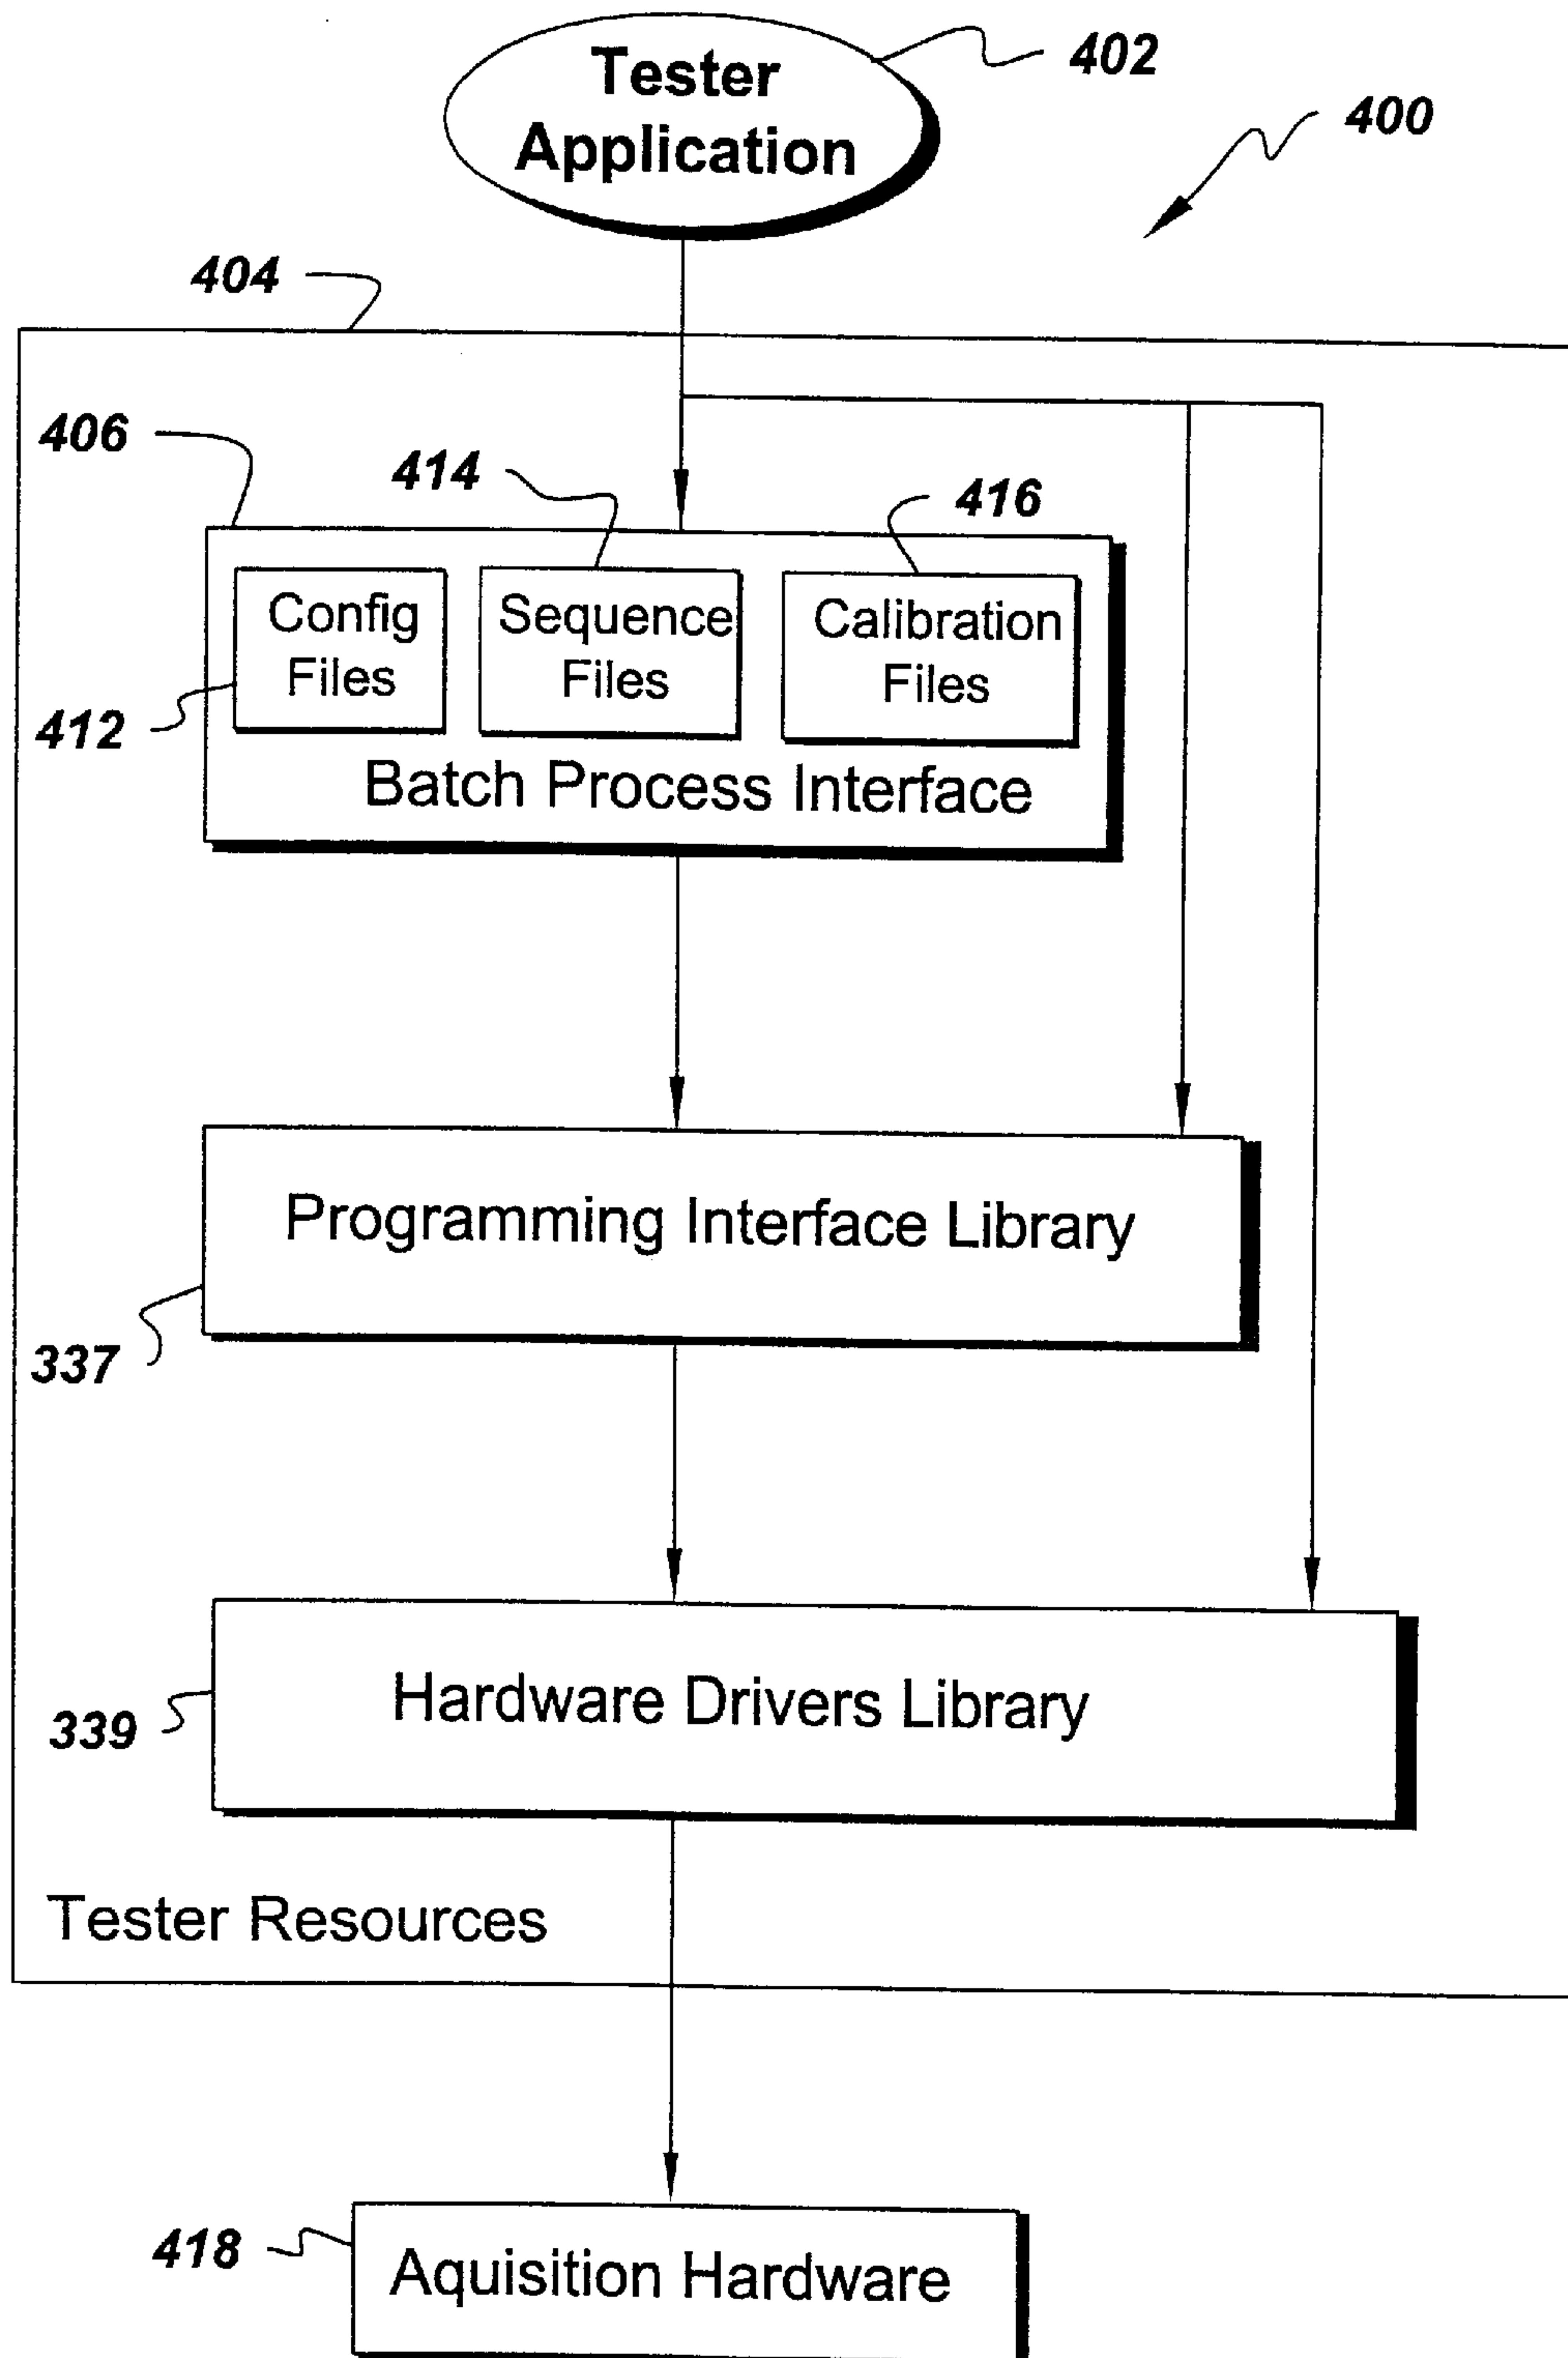 Tester
Application
402
400
404
406
414
416
Config
Files
Sequence
Files
Calibration
Files
412
Batch Process Interface
Programming Interface Library
337
Hardware Drivers Library
339
Tester Resources
418
Aquisition Hardware